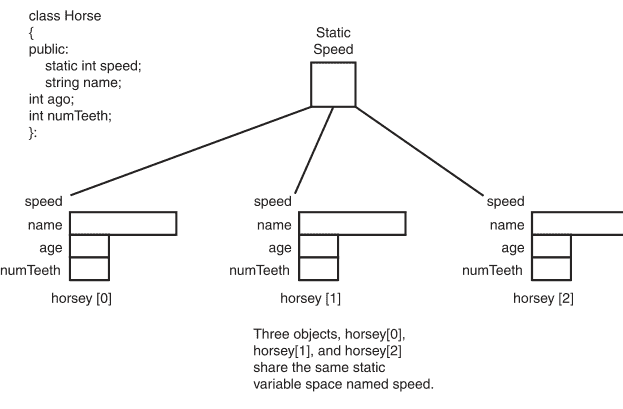 class Horse
{
public:
static int speed;
string name;
int ago;
int numTeeth;
}:
Static
Speed
speed
name
age
numTeeth
horsey [0]
speed
name
age
numTeeth
horsey [1]
speed
name
age
numTeeth
horsey [2]
Three objects, horsey[0],
horsey[1], and horsey[2]
share the same static
variable space named speed.